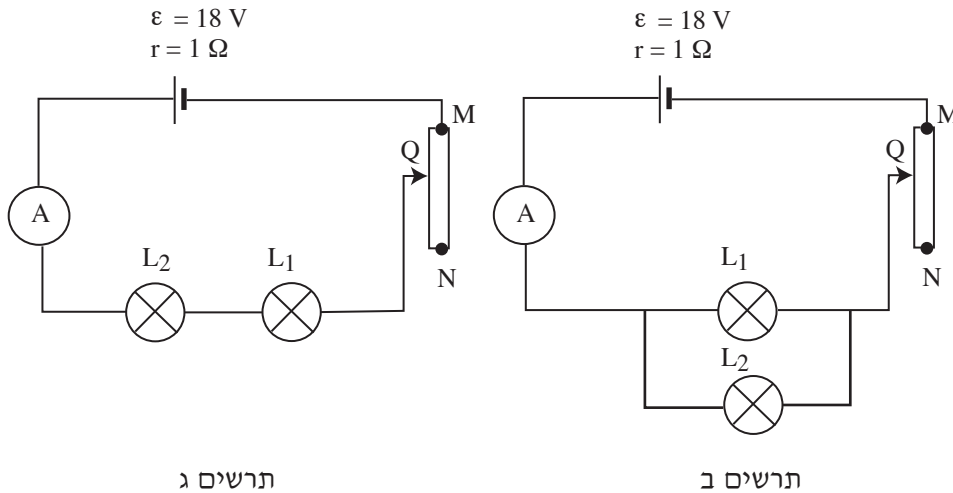 ε = 18 V
r = 1 Ω
M
Q
A
N
L2
L1
תרשים ג
ε = 18 V
r = 1 Ω
M
Q
A
N
L1
L2
תרשים ב